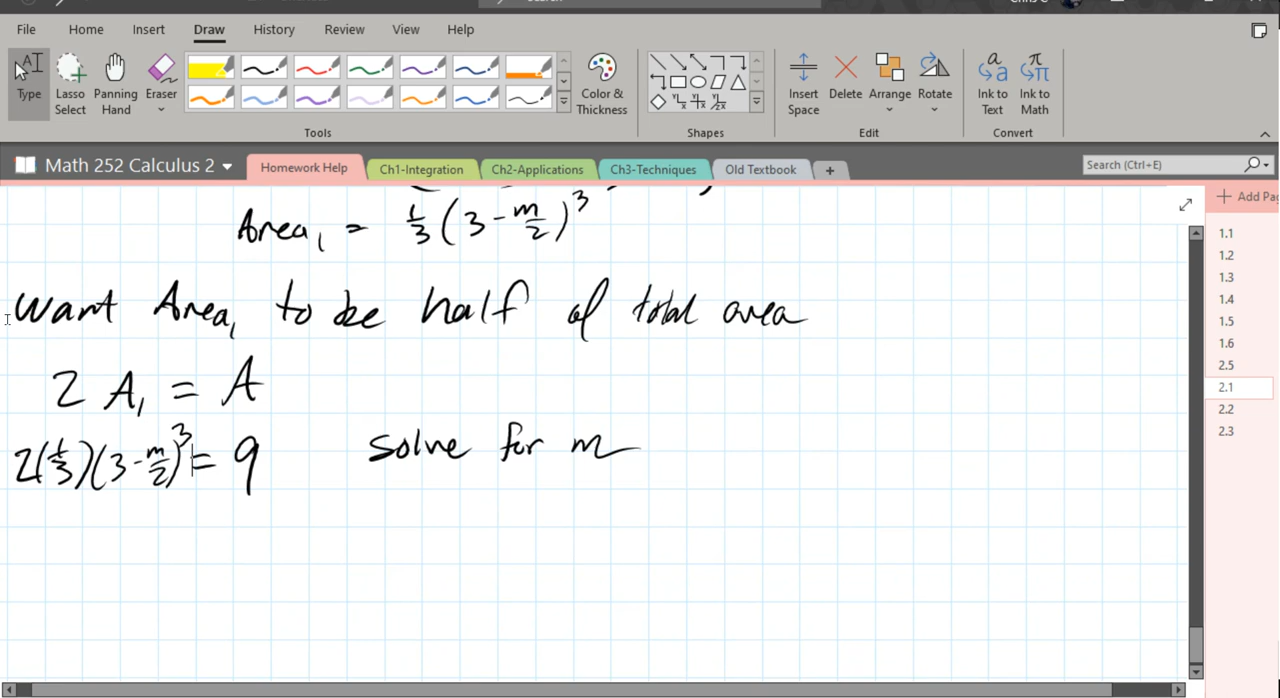 File Home Insert Draw History Review View Help
Type Lasso Select Panning Hand Eraser Color & Thickness Insert Space Delete Arrange Rotate Ink to Text Ink to Math
Tools Shapes Edit Convert
Math 252 Calculus 2 Homework Help Ch1-Integration Ch2-Applications Ch3-Techniques Old Textbook + Search (Ctrl+E)
Area₁ = 1/3 (3 - m/2)³
Want Area₁ to be half of total area
2 A₁ = A
2(1/3)(3 - m/2)³ = 9 solve for m
+ Add Pag
1.1
1.2
1.3
1.4
1.5
1.6
2.5
2.1
2.2
2.3